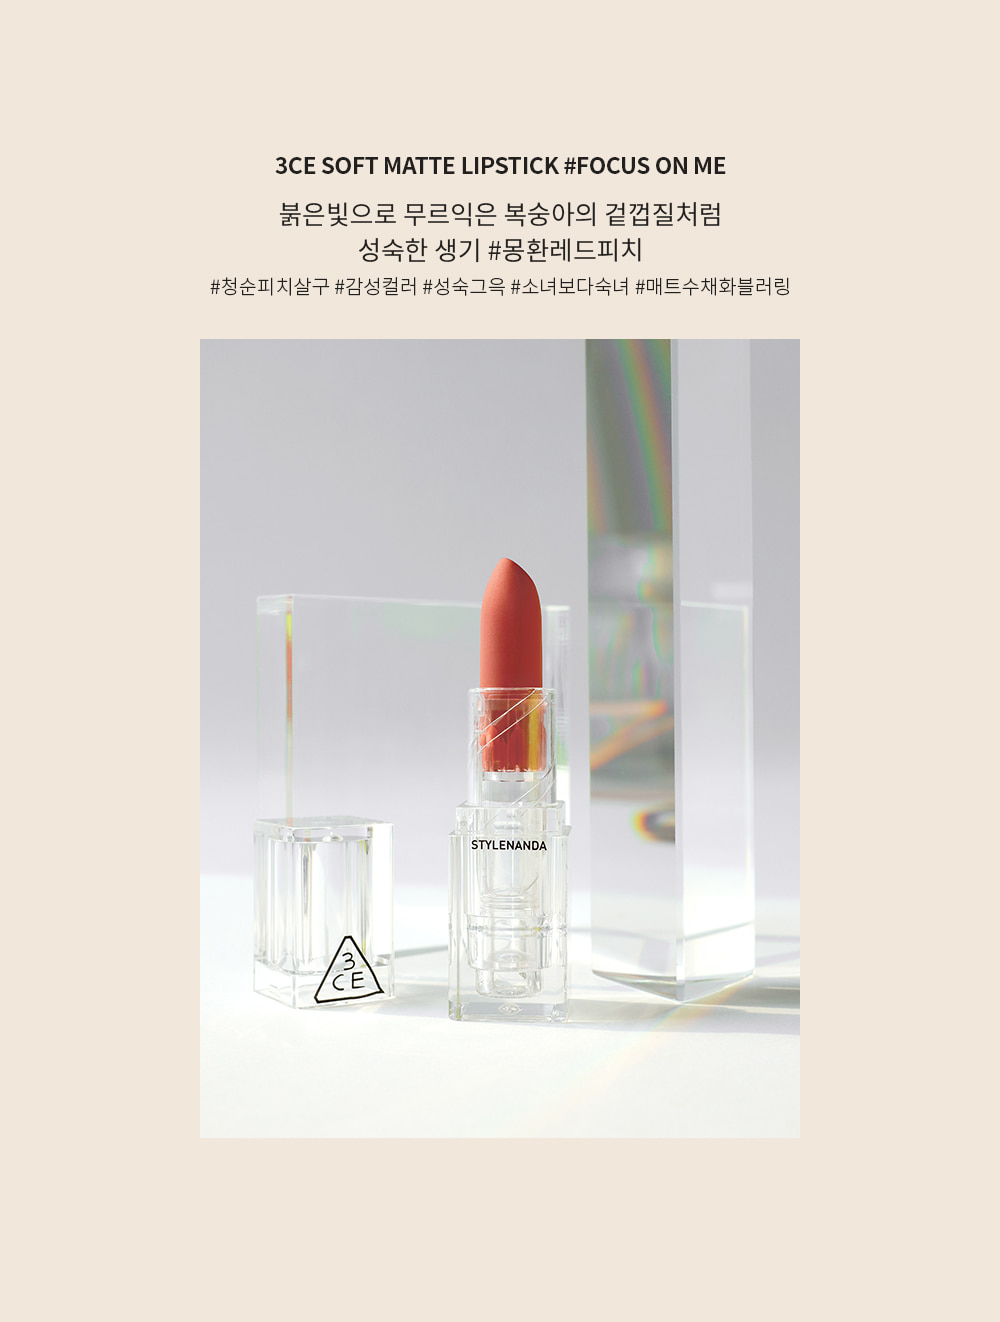 3CE SOFT MATTE LIPSTICK #FOCUS ON ME
붉은빛으로 무르익은 복숭아의 겉껍질처럼
성숙한 생기 #몽환레드피치
#청순피치살구 #감성컬러 #성숙그윽 #소녀보다숙녀 #매트수채화블러링
STYLENANDA
3
CE